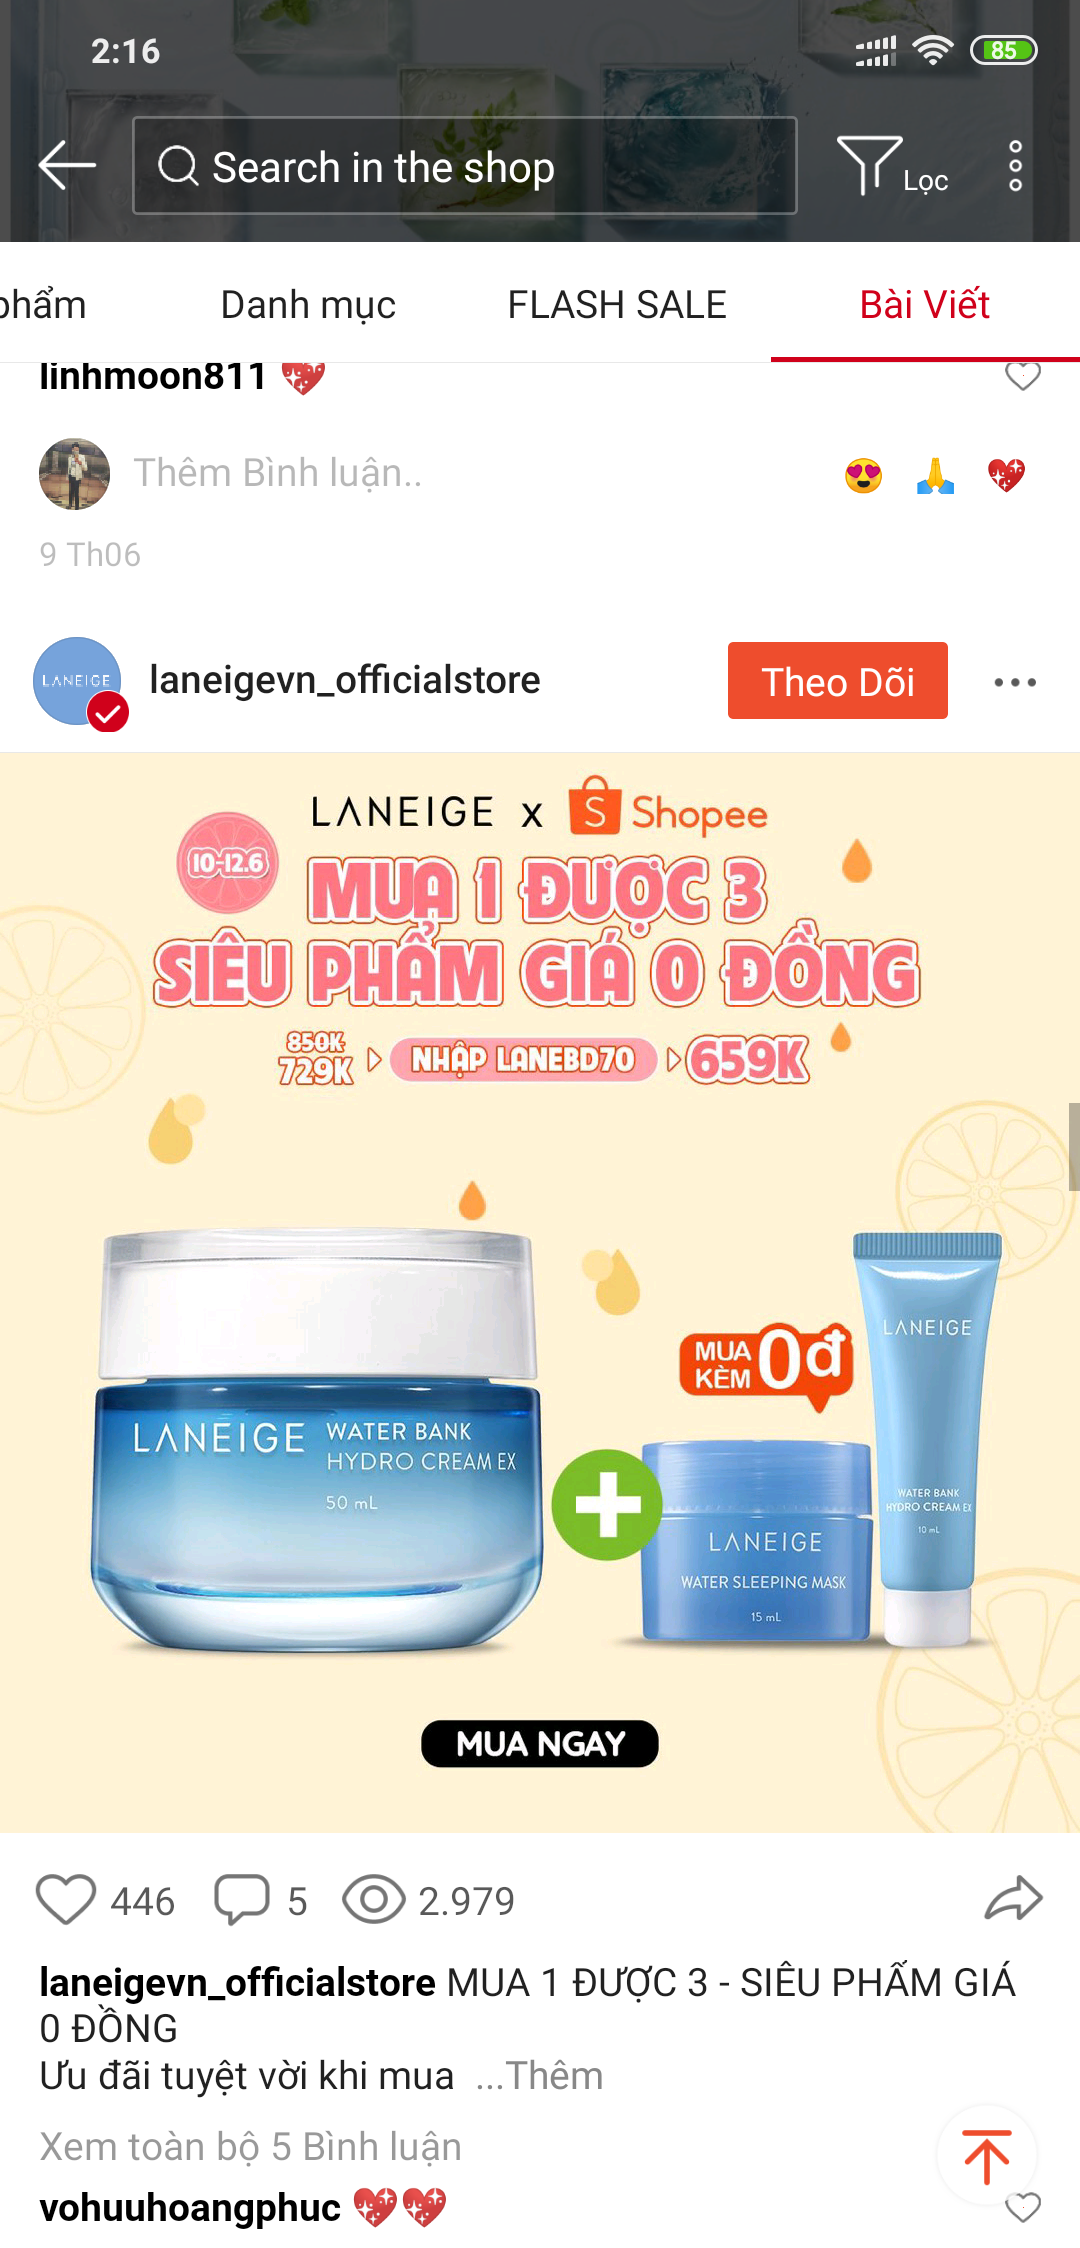 2:16
85
Search in the shop
Lọc
phẩm
Danh mục
FLASH SALE
Bài Viết
linhmoon811
Thêm Bình luận..
9 Th06
LANEIGE
laneigevn_officialstore
Theo Dõi
LANEIGE x Shopee
10-12.6
MUA 1 ĐƯỢC 3
SIÊU PHẨM GIÁ 0 ĐỒNG
850K
729K
NHẬP LANEBD70
659K
LANEIGE
WATER BANK
HYDRO CREAM EX
50 mL
MUA KÈM 0đ
LANEIGE
WATER SLEEPING MASK
15 mL
LANEIGE
WATER BANK
HYDRO CREAM EX
10 mL
MUA NGAY
446
5
2.979
laneigevn_officialstore MUA 1 ĐƯỢC 3 - SIÊU PHẨM GIÁ
0 ĐỒNG
Ưu đãi tuyệt vời khi mua ...Thêm
Xem toàn bộ 5 Bình luận
vohuuhoangphuc